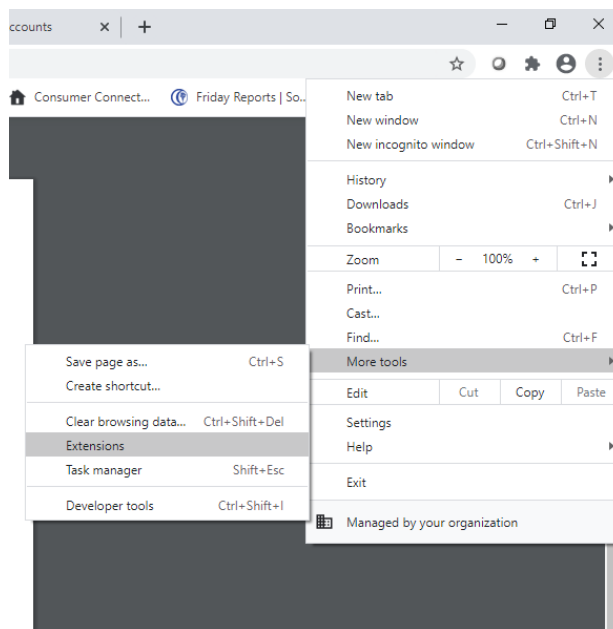 ccounts
Consumer Connect... Friday Reports | So...
New tab Ctrl+T
New window Ctrl+N
New incognito window Ctrl+Shift+N
History
Downloads Ctrl+J
Bookmarks
Zoom - 100% +
Print... Ctrl+P
Cast...
Find... Ctrl+F
More tools
Save page as... Ctrl+S
Create shortcut...
Clear browsing data... Ctrl+Shift+Del
Extensions
Task manager Shift+Esc
Developer tools Ctrl+Shift+I
Edit Cut Copy Paste
Settings
Help
Exit
Managed by your organization